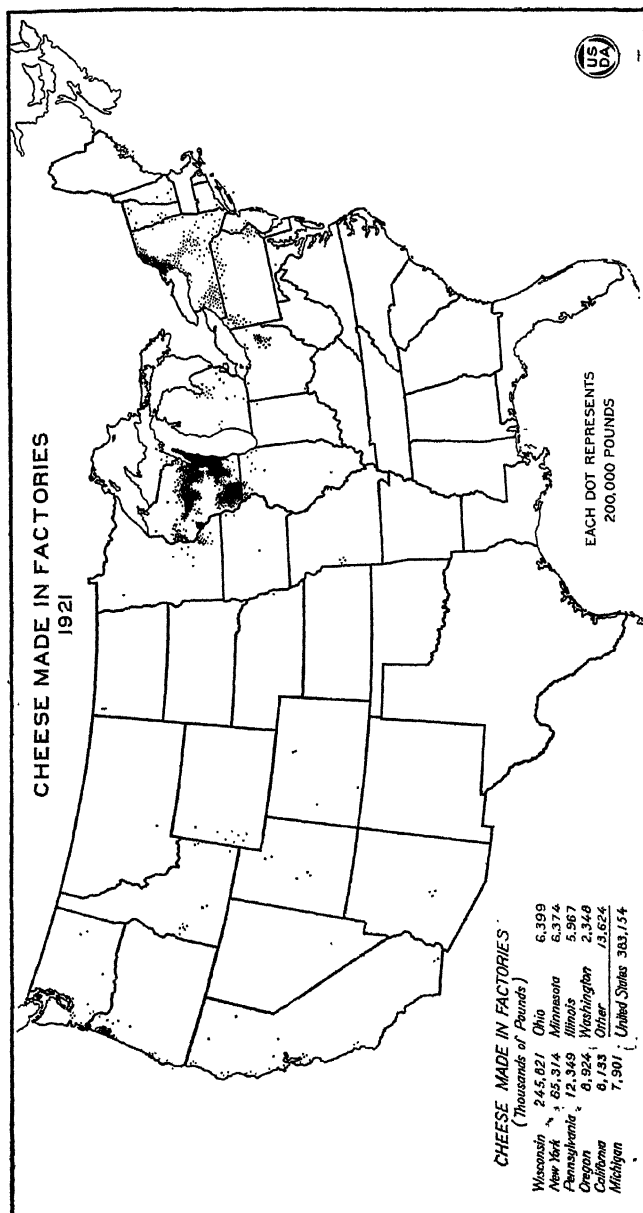 CHEESE MADE IN FACTORIES
1921
US
DA
EACH DOT REPRESENTS
200,000 POUNDS
CHEESE MADE IN FACTORIES
(Thousands of Pounds)
Wisconsin 245,821 Ohio 6,399
New York 65,314 Minnesota 6,374
Pennsylvania 12,349 Illinois 5,967
Oregon 8,924 Washington 2,348
California 8,133 Other 13,624
Michigan 7,901 United States 383,154